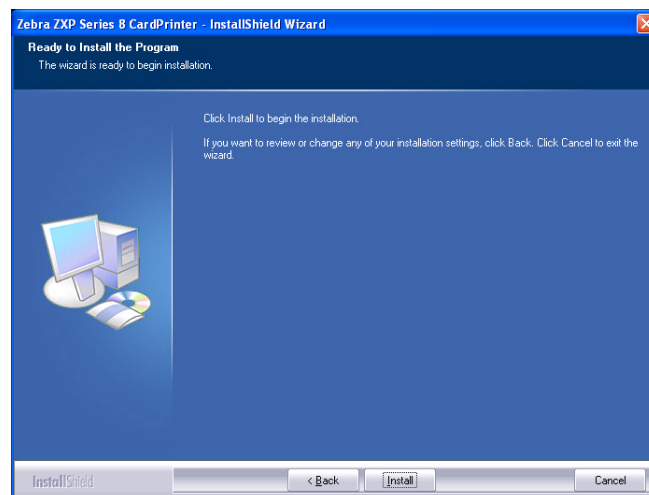 Zebra ZXP Series 8 CardPrinter - InstallShield Wizard
Ready to Install the Program
The wizard is ready to begin installation.
Click Install to begin the installation.
If you want to review or change any of your installation settings, click Back. Click Cancel to exit the
wizard.
InstallShield
< Back
Install
Cancel